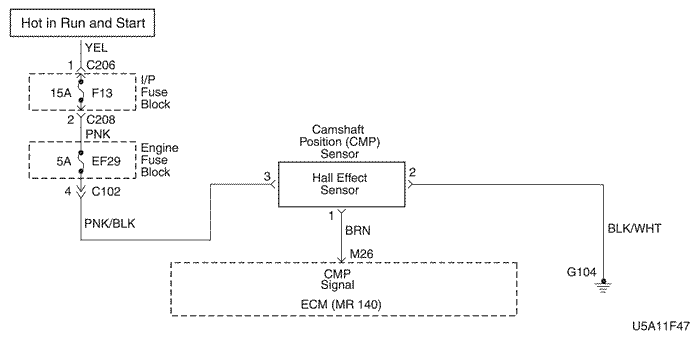 Hot in Run and Start
YEL
1 C206
15A F13
I/P
Fuse
Block
2 C208
PNK
5A EF29
Engine
Fuse
Block
4 C102
PNK/BLK
Camshaft
Position (CMP)
Sensor
3
Hall Effect
Sensor
2
1
BRN
M26
CMP
Signal
ECM (MR 140)
BLK/WHT
G104
U5A11F47